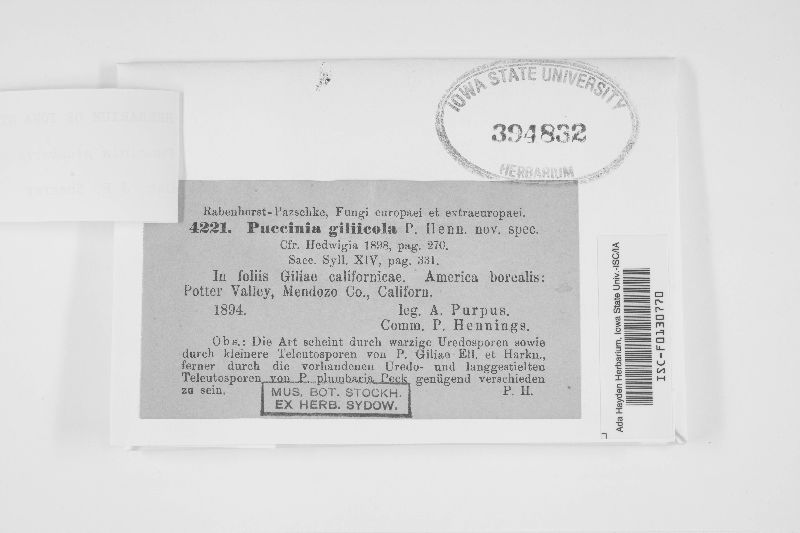 IOWA STATE UNIVERSITY
394832
HERBARIUM
Rabenhorst-Pazschke, Fungi europaei et extraeuropaei.
4221. Puccinia giliicola P. Henn. nov. spec.
Cfr. Hedwigia 1898, pag. 270.
Sacc. Syll. XIV, pag. 331.
In foliis Giliae californicae. America borealis:
Potter Valley, Mendozo Co., Californ.
1894. leg. A. Purpus.
Comm. P. Hennings.
Obs.: Die Art scheint durch warzige Uredosporen sowie
durch kleinere Teleutosporen von P. Giliae Ell. et Harkn.,
ferner durch die vorhandenen Uredo- und langgestielten
Teleutosporen von P. plumbaria Peck genügend verschieden
zu sein. P. H.
MUS. BOT. STOCKH.
EX HERB. SYDOW.
Ada Hayden Herbarium, Iowa State Univ.-ISC/IA
ISC-F0130770